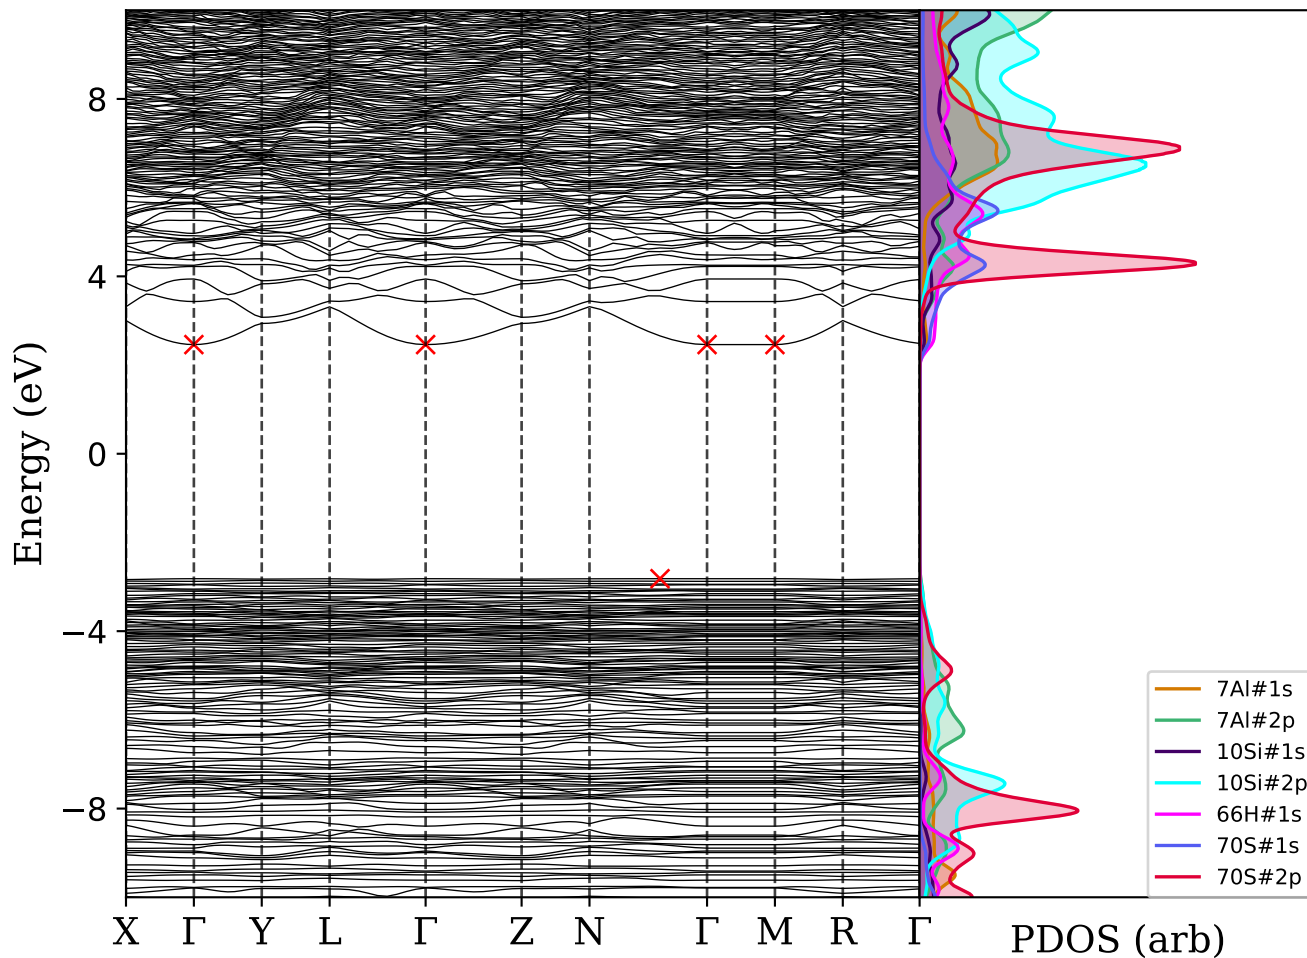 Energy (eV)
8
4
0
−4
−8
X Γ Y L Γ Z N Γ M R Γ
PDOS (arb)
7Al#1s
7Al#2p
10Si#1s
10Si#2p
66H#1s
70S#1s
70S#2p